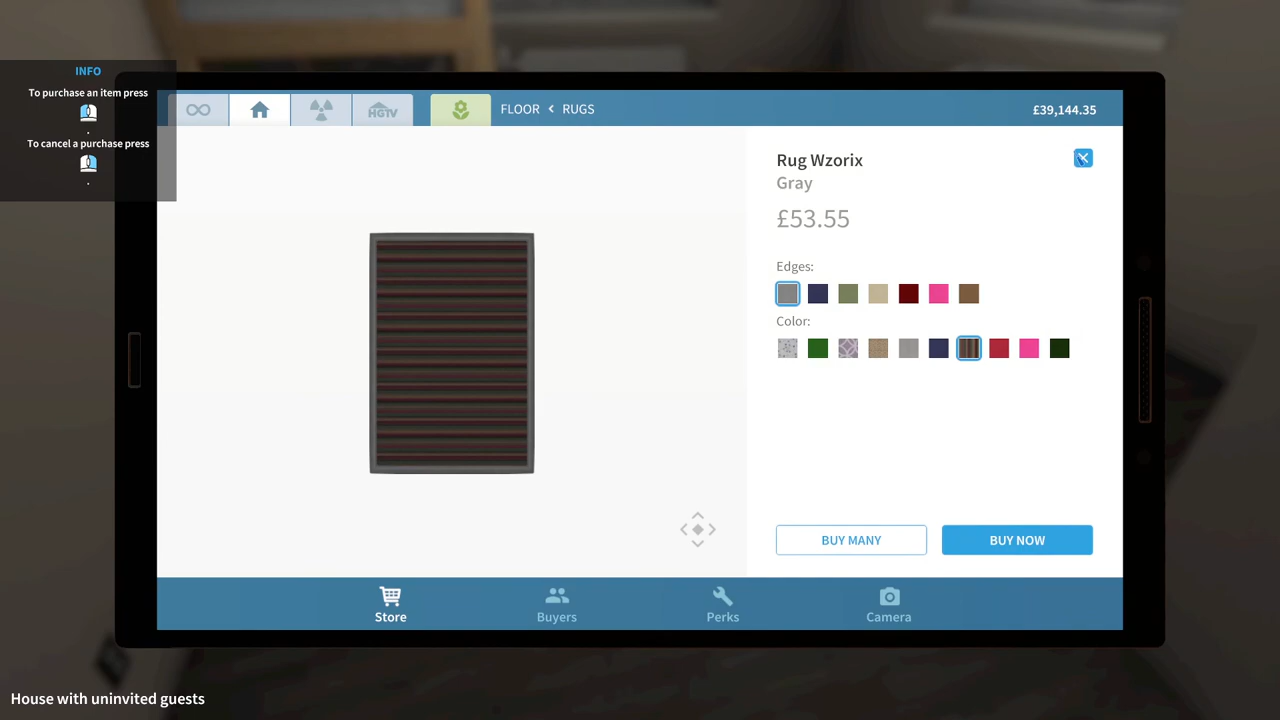 INFO
To purchase an item press
.
To cancel a purchase press
.
HGTV
FLOOR < RUGS
£39,144.35
Rug Wzorix
Gray
£53.55
Edges:
Color:
BUY MANY
BUY NOW
Store
Buyers
Perks
Camera
House with uninvited guests